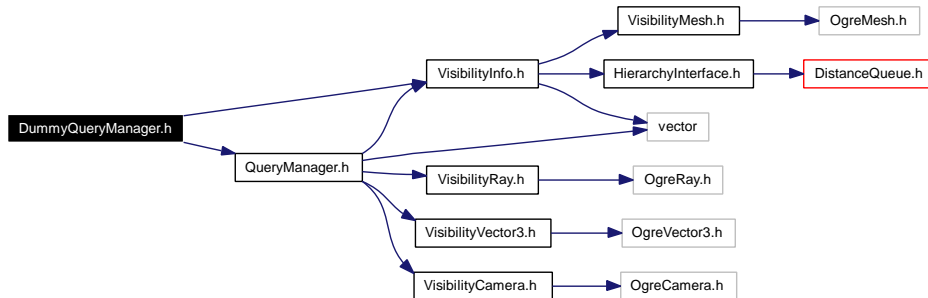 VisibilityMesh.h
OgreMesh.h
VisibilityInfo.h
HierarchyInterface.h
DistanceQueue.h
DummyQueryManager.h
vector
QueryManager.h
VisibilityRay.h
OgreRay.h
VisibilityVector3.h
OgreVector3.h
VisibilityCamera.h
OgreCamera.h